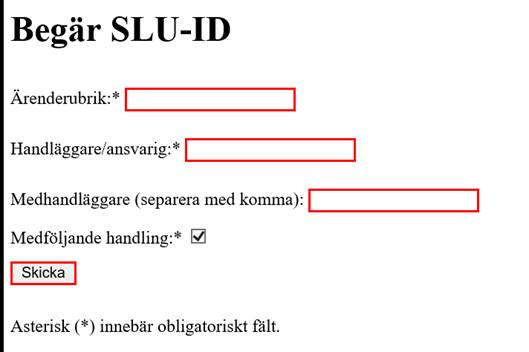 Begär SLU-ID
Ärenderubrik:*
Handläggare/ansvarig:*
Medhandläggare (separera med komma):
Medföljande handling:*
Skicka
Asterisk (*) innebär obligatoriskt fält.